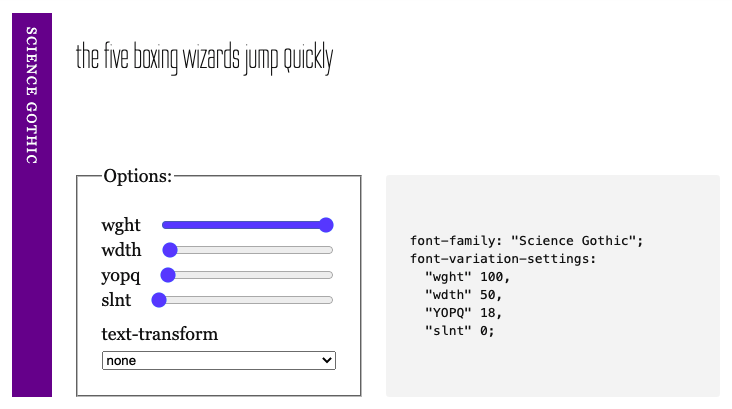 SCIENCE GOTHIC
the five boxing wizards jump quickly
Options:
wght
wdth
yopq
slnt
text-transform
none
font-family: "Science Gothic";
font-variation-settings:
"wght" 100,
"wdth" 50,
"YOPQ" 18,
"slnt" 0;